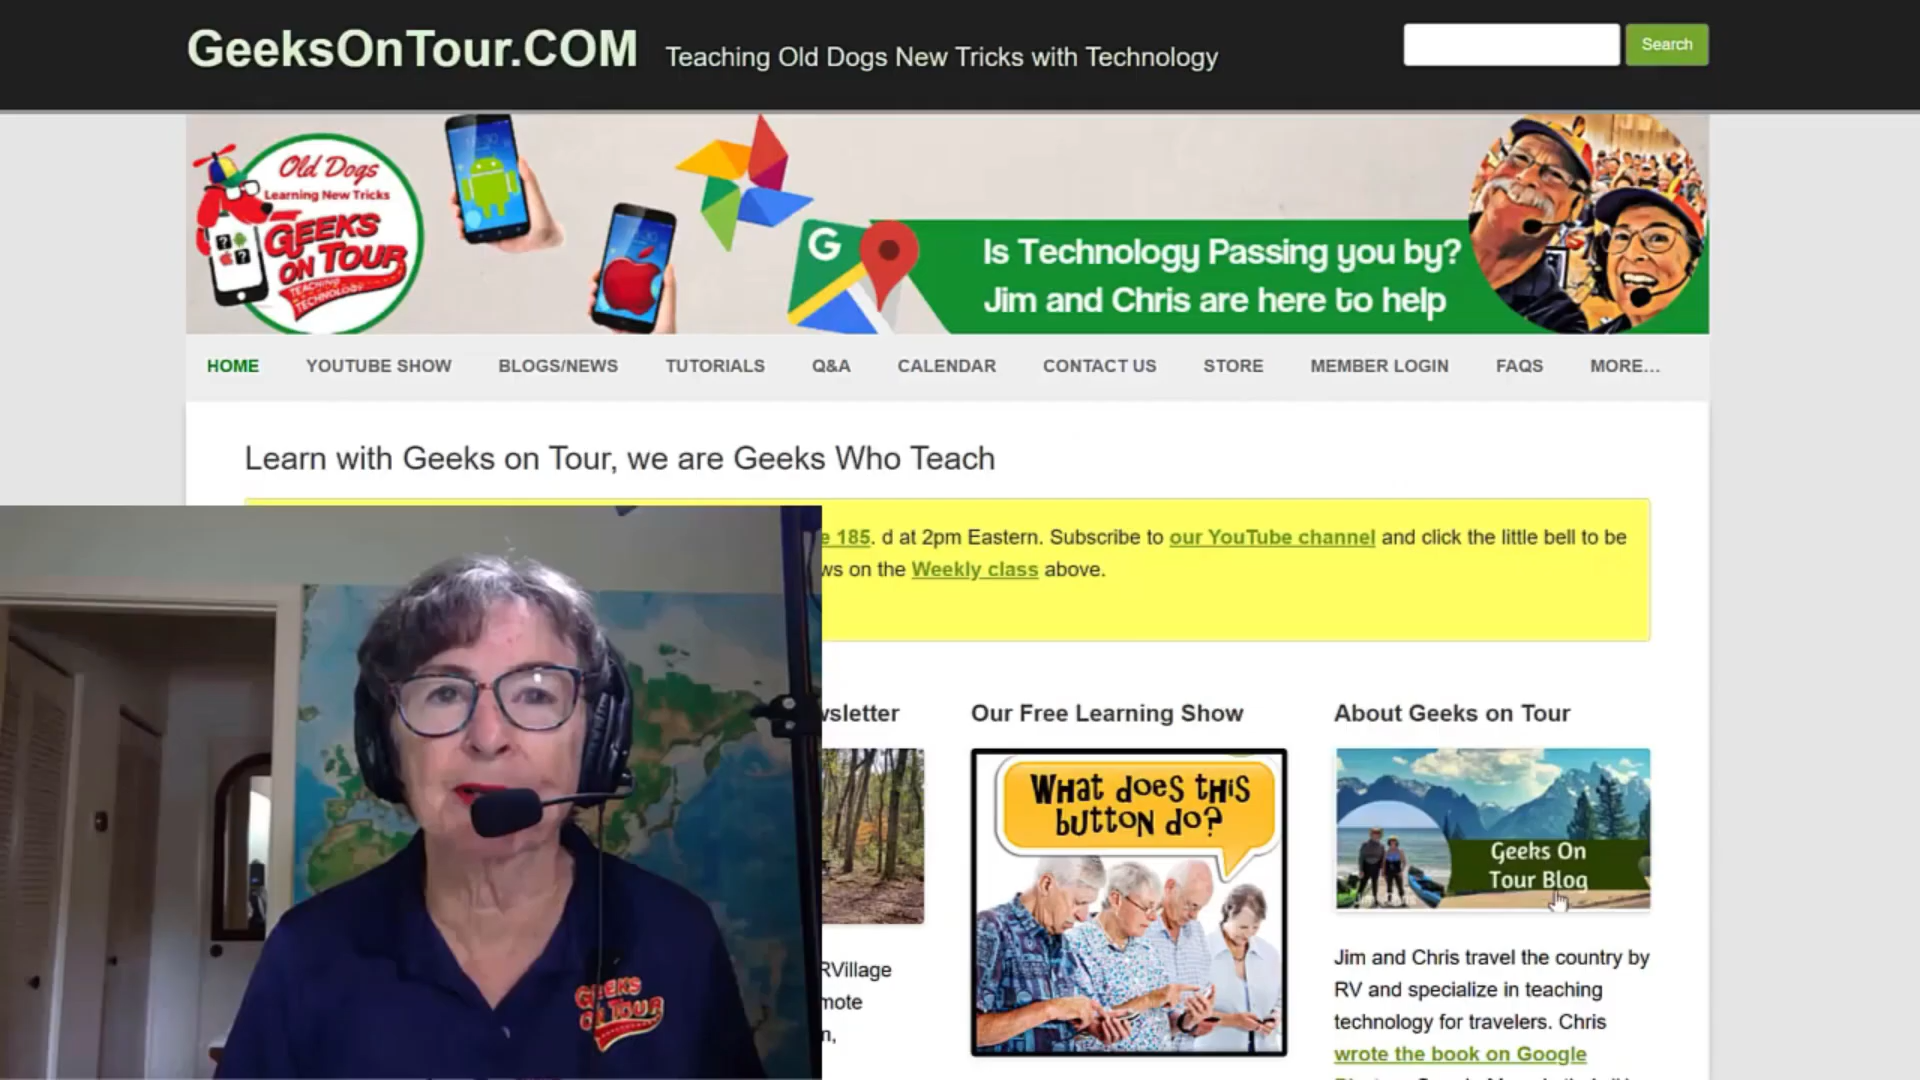 GeeksOnTour.COM
Teaching Old Dogs New Tricks with Technology
Search
Old Dogs
Learning New Tricks
GEEKS
ON TOUR
TEACHING
TECHNOLOGY
G
Is Technology Passing you by?
Jim and Chris are here to help
HOME
YOUTUBE SHOW
BLOGS/NEWS
TUTORIALS
Q&A
CALENDAR
CONTACT US
STORE
MEMBER LOGIN
FAQS
MORE...
Learn with Geeks on Tour, we are Geeks Who Teach
e 185. d at 2pm Eastern. Subscribe to our YouTube channel and click the little bell to be
ws on the Weekly class above.
wsletter
RVillage
mote
n,
Our Free Learning Show
WHAT does THiS
buTTON do?
About Geeks on Tour
Geeks On
Tour Blog
Jim and Chris travel the country by
RV and specialize in teaching
technology for travelers. Chris
wrote the book on Google
GEEKS
ON TOUR